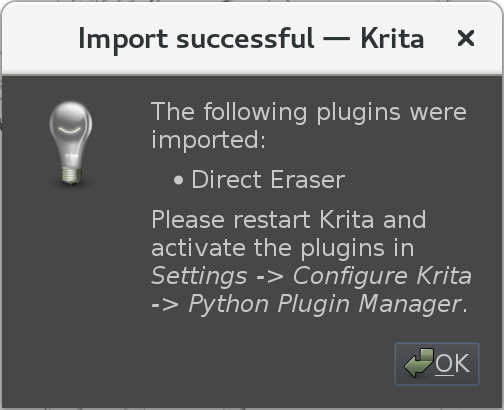 Import successful — Krita
The following plugins were
imported:
• Direct Eraser
Please restart Krita and
activate the plugins in
Settings -> Configure Krita
-> Python Plugin Manager.
OK